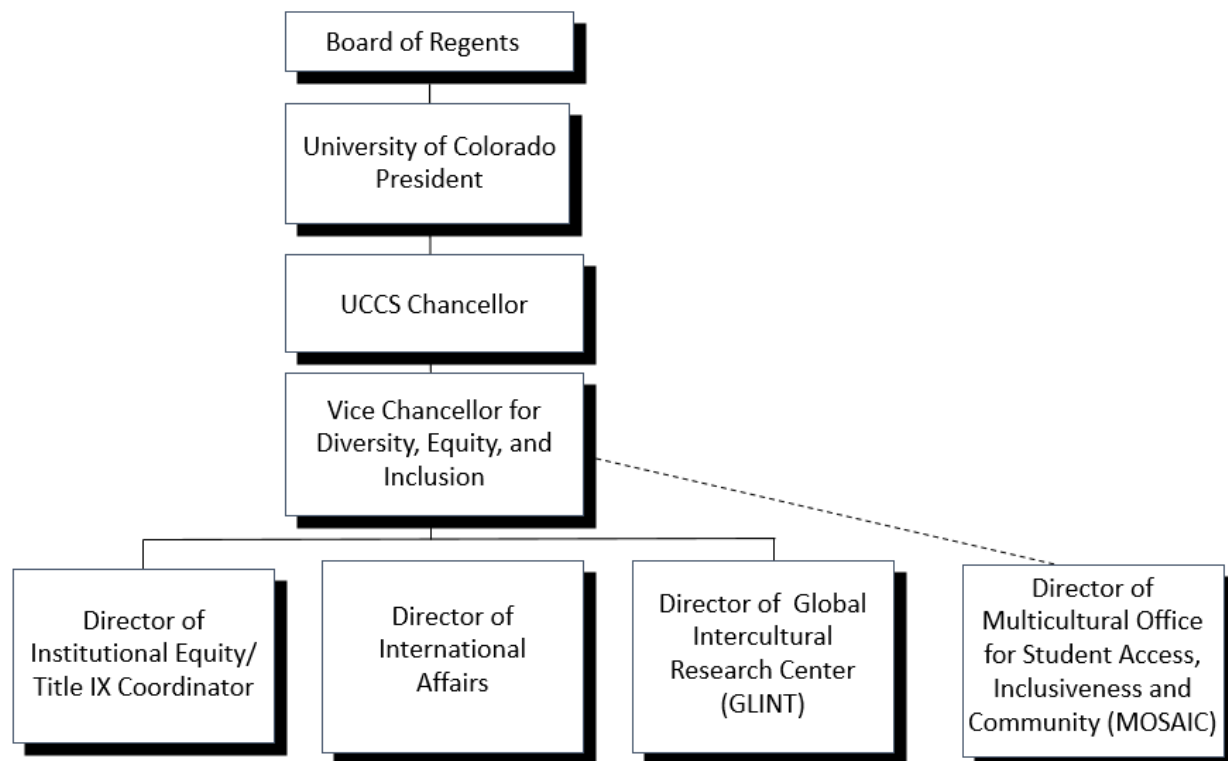 Board of Regents
University of Colorado
President
UCCS Chancellor
Vice Chancellor for
Diversity, Equity, and
Inclusion
Director of
Institutional Equity/
Title IX Coordinator
Director of
International
Affairs
Director of  Global
Intercultural
Research Center
(GLINT)
Director of
Multicultural Office
for Student Access,
Inclusiveness and
Community (MOSAIC)